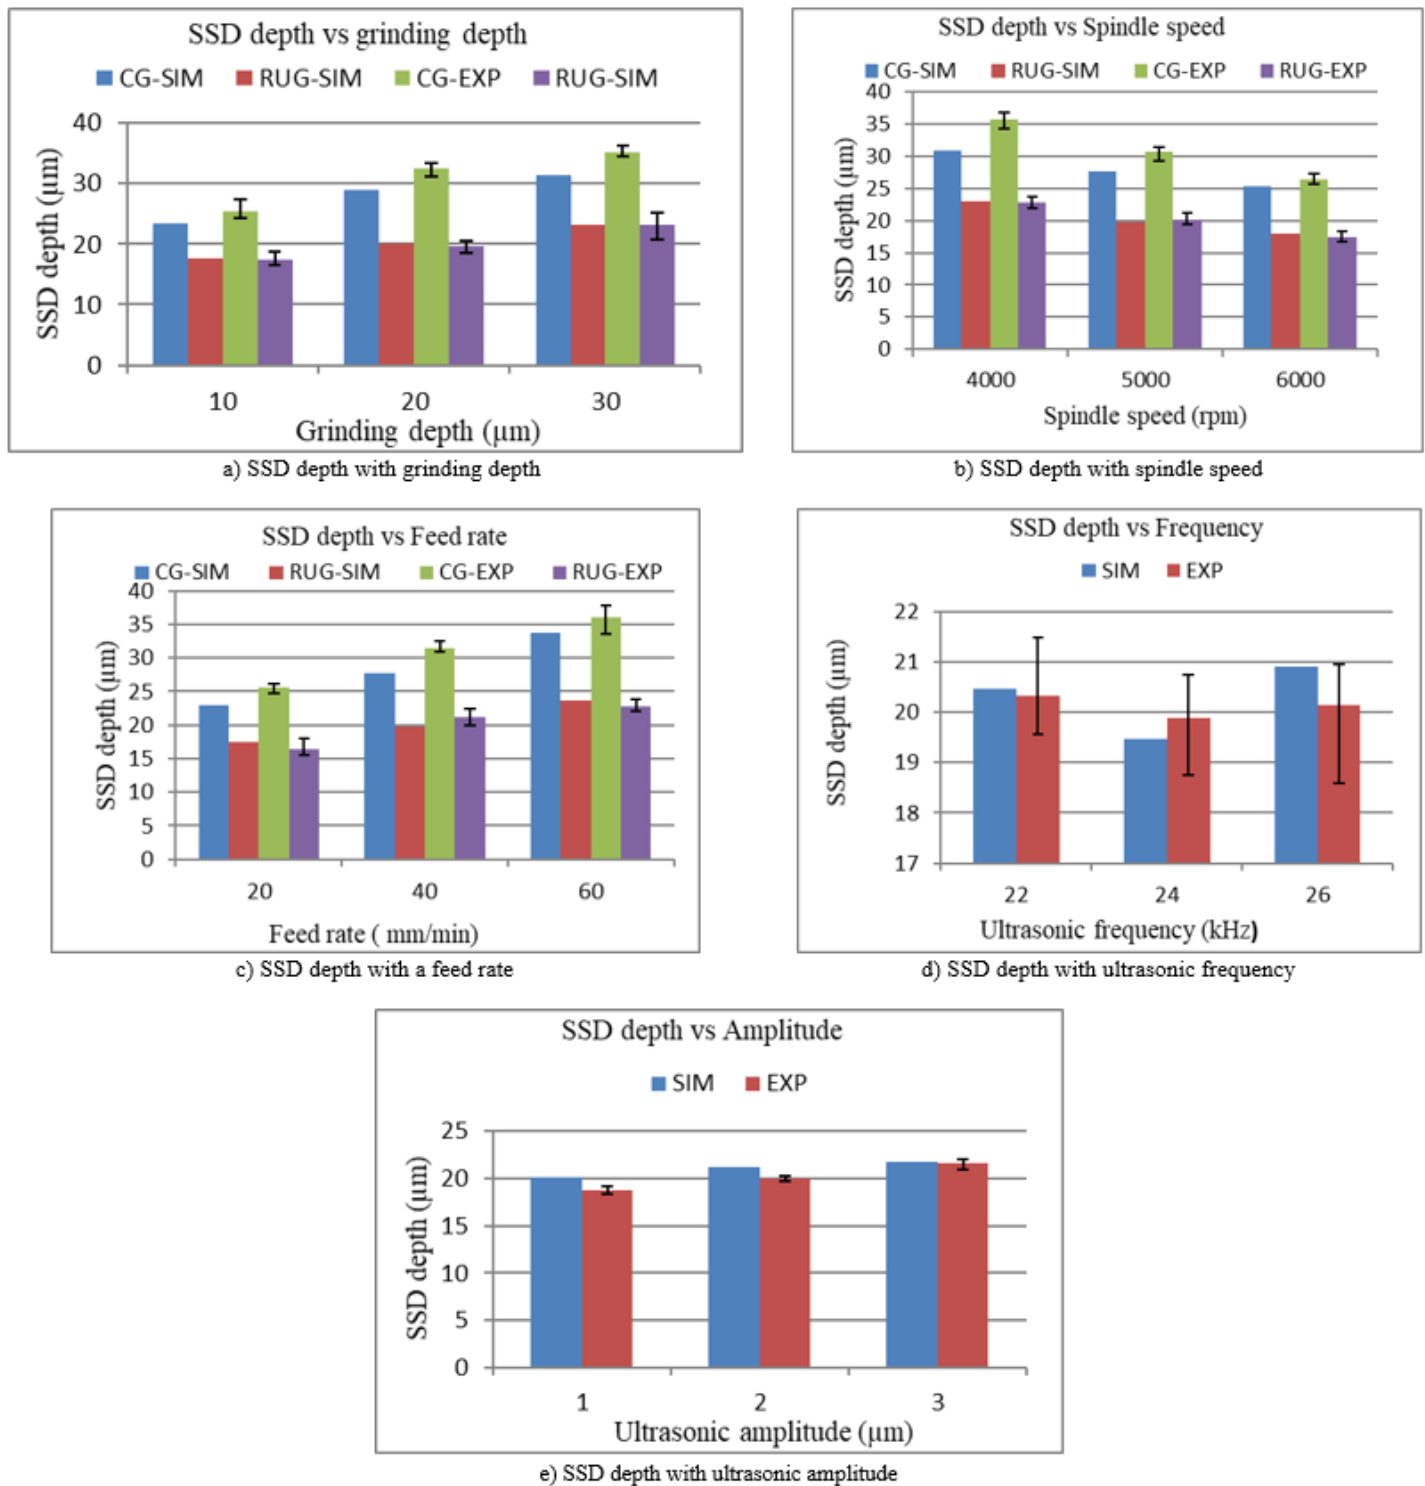 SSD depth vs grinding depth
CG-SIM RUG-SIM CG-EXP RUG-SIM
40
30
20
10
0
SSD depth (µm)
10 20 30
Grinding depth (µm)
a) SSD depth with grinding depth
SSD depth vs Spindle speed
CG-SIM RUG-SIM CG-EXP RUG-EXP
40
35
30
25
20
15
10
5
0
SSD depth (µm)
4000 5000 6000
Spindle speed (rpm)
b) SSD depth with spindle speed
SSD depth vs Feed rate
CG-SIM RUG-SIM CG-EXP RUG-EXP
40
35
30
25
20
15
10
5
0
SSD depth (µm)
20 40 60
Feed rate ( mm/min)
c) SSD depth with a feed rate
SSD depth vs Frequency
SIM EXP
22
21
20
19
18
17
SSD depth (µm)
22 24 26
Ultrasonic frequency (kHz)
d) SSD depth with ultrasonic frequency
SSD depth vs Amplitude
SIM EXP
25
20
15
10
5
0
SSD depth (µm)
1 2 3
Ultrasonic amplitude (µm)
e) SSD depth with ultrasonic amplitude